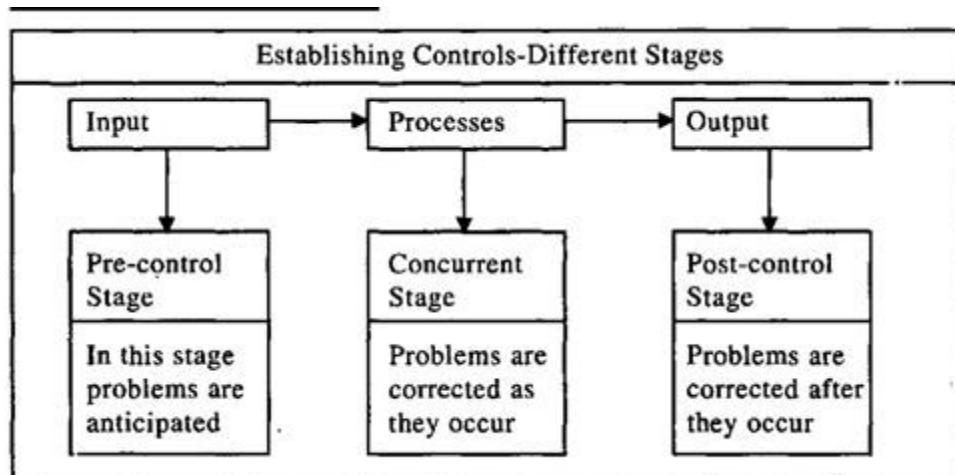 Establishing Controls-Different Stages
Input
Processes
Output
Pre-control
Stage
In this stage
problems are
anticipated
Concurrent
Stage
Problems are
corrected as
they occur
Post-control
Stage
Problems are
corrected after
they occur